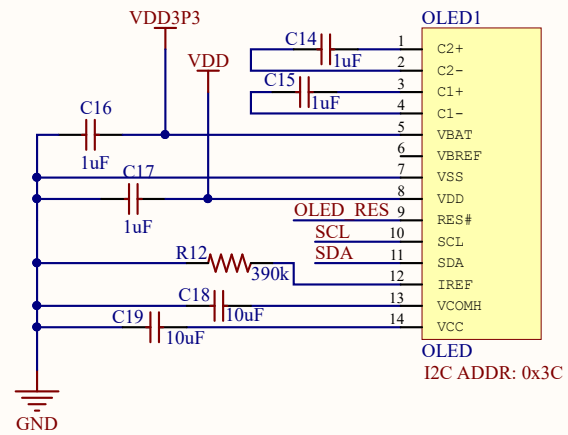 VDD3P3
OLED1
C14
1 C2+
VDD
1uF
2 C2-
C15
3 C1+
1uF
4 C1-
C16
5 VBAT
1uF
6 VBREF
C17
7 VSS
8 VDD
1uF
OLED_RES 9 RES#
SCL 10 SCL
R12
SDA 11 SDA
390k
12 IREF
C18
13 VCOMH
C19
10uF
14 VCC
10uF
OLED
I2C ADDR: 0x3C
GND